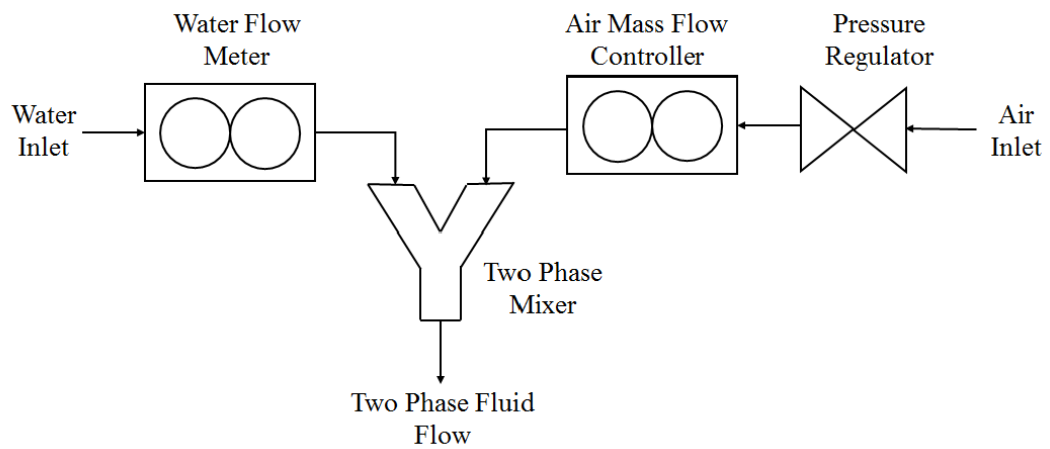 Water Flow
Meter
Air Mass Flow
Controller
Pressure
Regulator
Water
Inlet
Air
Inlet
Two Phase
Mixer
Two Phase Fluid
Flow